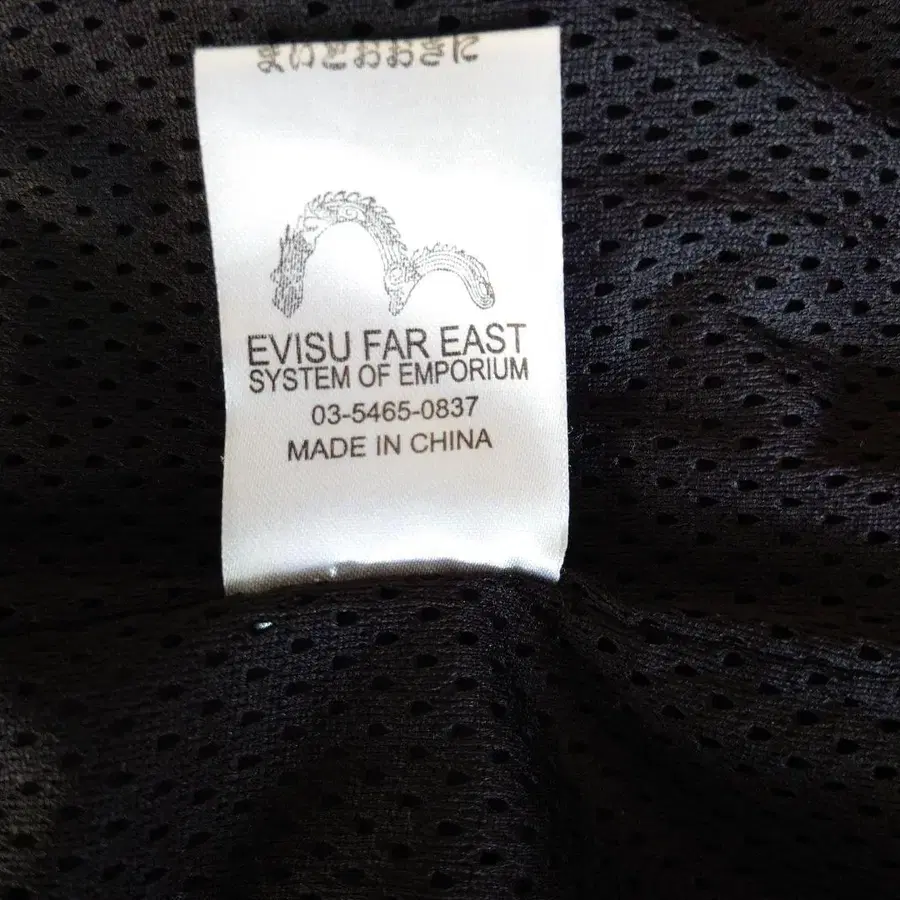 まいどおおきに
EVISU FAR EAST
SYSTEM OF EMPORIUM
03-5465-0837
MADE IN CHINA